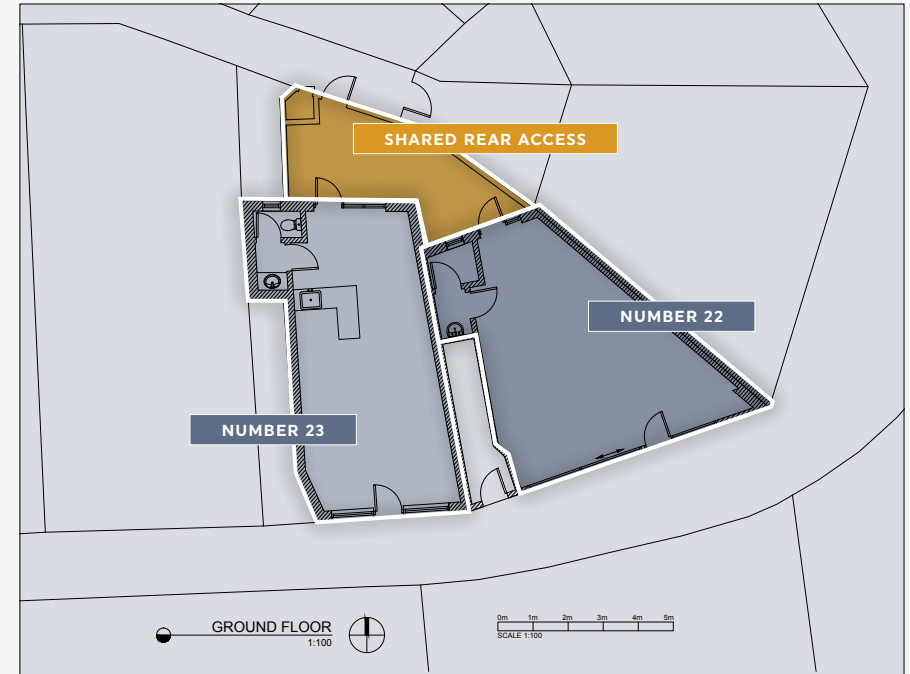 SHARED REAR ACCESS
NUMBER 22
NUMBER 23
GROUND FLOOR
1:100
0m 1m 2m 3m 4m 5m
SCALE 1:100